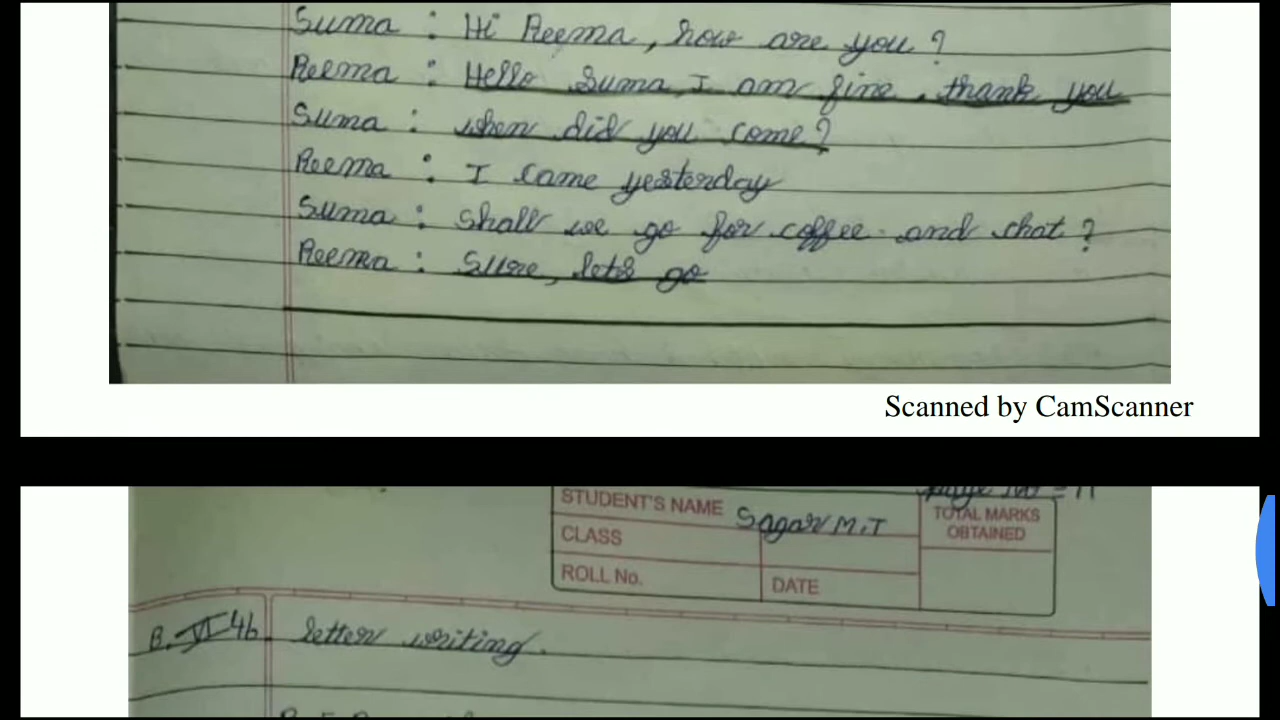 Suma : Hi Reema, how are you ?
Reema : Hello Suma, I am fine, thank you
Suma : when did you come?
Reema : I came yesterday
Suma : shall we go for coffee and chat ?
Reema : Sure, lets go
Scanned by CamScanner
STUDENT'S NAME Sagar M.T
TOTAL MARKS OBTAINED
CLASS
ROLL No.
DATE
B. 4b letter writing.